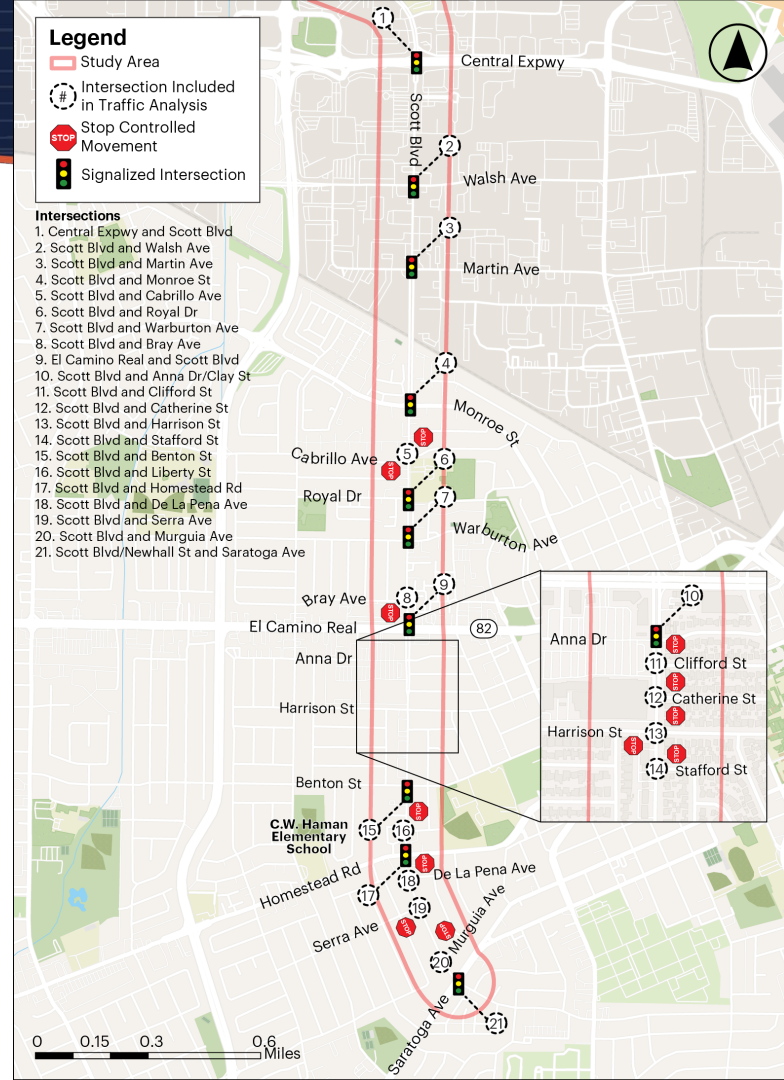 Legend
Study Area
# Intersection Included
in Traffic Analysis
STOP Stop Controlled
Movement
Signalized Intersection
Intersections
1. Central Expwy and Scott Blvd
2. Scott Blvd and Walsh Ave
3. Scott Blvd and Martin Ave
4. Scott Blvd and Monroe St
5. Scott Blvd and Cabrillo Ave
6. Scott Blvd and Royal Dr
7. Scott Blvd and Warburton Ave
8. Scott Blvd and Bray Ave
9. El Camino Real and Scott Blvd
10. Scott Blvd and Anna Dr/Clay St
11. Scott Blvd and Clifford St
12. Scott Blvd and Catherine St
13. Scott Blvd and Harrison St
14. Scott Blvd and Stafford St
15. Scott Blvd and Benton St
16. Scott Blvd and Liberty St
17. Scott Blvd and Homestead Rd
18. Scott Blvd and De La Pena Ave
19. Scott Blvd and Serra Ave
20. Scott Blvd and Murguia Ave
21. Scott Blvd/Newhall St and Saratoga Ave
1
Central Expwy
Scott Blvd
2
Walsh Ave
3
Martin Ave
4
Monroe St
STOP
Cabrillo Ave
5
STOP
6
Royal Dr
7
Warburton Ave
Bray Ave
8
STOP
9
El Camino Real
82
Anna Dr
Harrison St
10
Anna Dr
STOP
11 Clifford St
STOP
12 Catherine St
STOP
Harrison St
13
STOP
STOP
14 Stafford St
Benton St
STOP
15
16
C.W. Haman
Elementary
School
STOP
De La Pena Ave
Homestead Rd
17
18
19
Serra Ave
STOP
STOP
Murguia Ave
20
Saratoga Ave
21
0 0.15 0.3 0.6
Miles